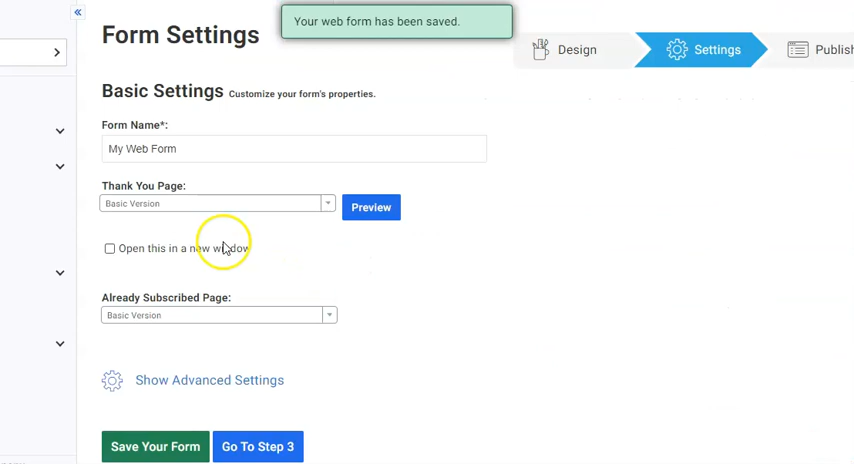 Your web form has been saved.
Form Settings
Design
Settings
Publish
Basic Settings Customize your form's properties.
Form Name*:
My Web Form
Thank You Page:
Basic Version
Preview
Open this in a new window
Already Subscribed Page:
Basic Version
Show Advanced Settings
Save Your Form
Go To Step 3